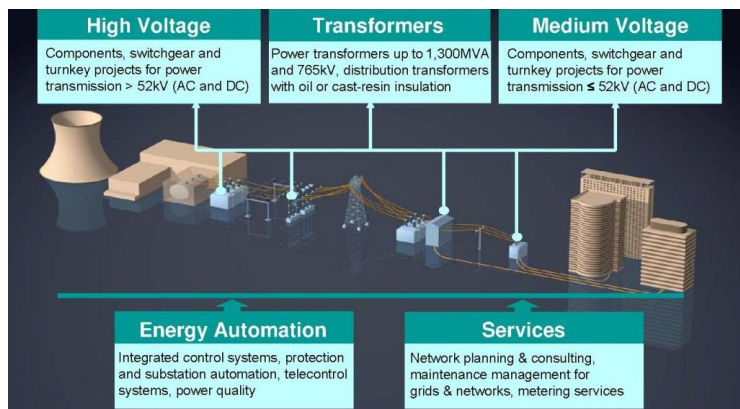 High Voltage
Components, switchgear and
turnkey projects for power
transmission > 52kV (AC and DC)
Transformers
Power transformers up to 1,300MVA
and 765kV, distribution transformers
with oil or cast-resin insulation
Medium Voltage
Components, switchgear and
turnkey projects for power
transmission ≤ 52kV (AC and DC)
Energy Automation
Integrated control systems, protection
and substation automation, telecontrol
systems, power quality
Services
Network planning & consulting,
maintenance management for
grids & networks, metering services